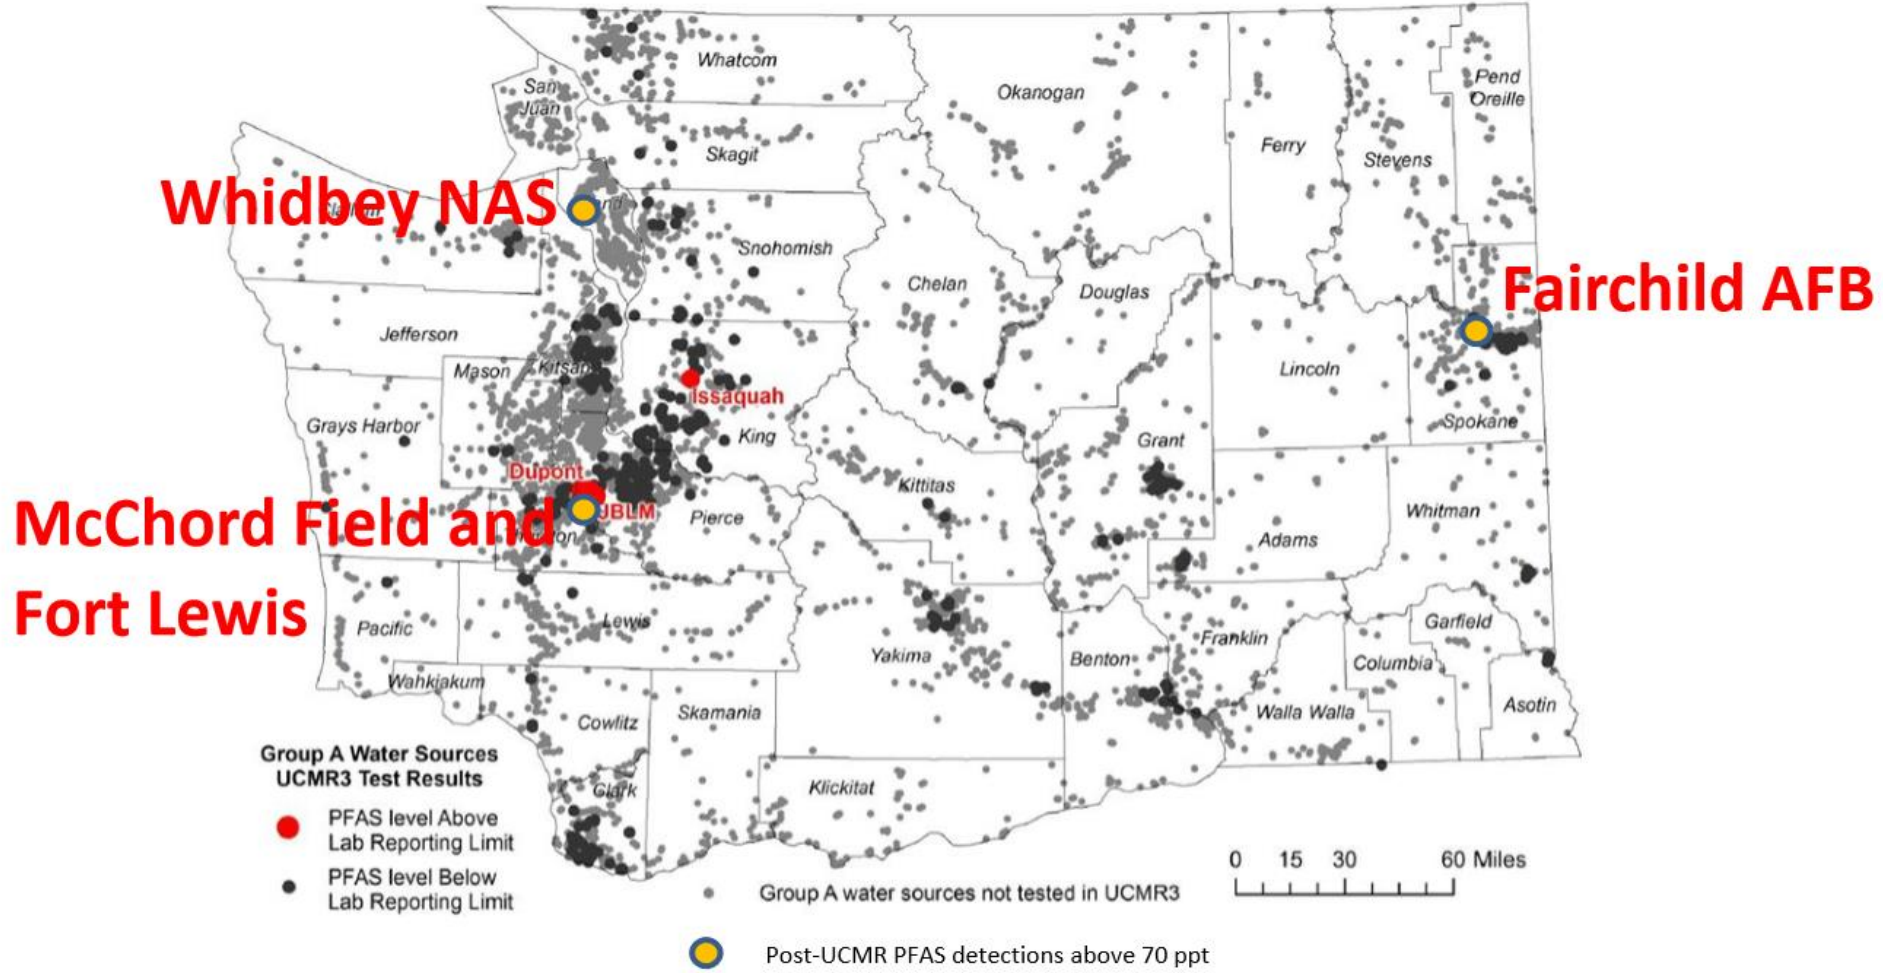 Whatcom
San
Juan
Okanogan
Pend
Oreille
Skagit
Ferry
Stevens
Whidbey NAS
Snohomish
Fairchild AFB
Chelan
Douglas
Jefferson
Mason
Kitsap
Lincoln
Issaquah
Grays Harbor
King
Grant
Spokane
Dupont
Kittitas
McChord Field and
Fort Lewis
JBLM
Pierce
Whitman
Adams
Lewis
Pacific
Garfield
Franklin
Yakima
Benton
Columbia
Wahkiakum
Cowlitz
Skamania
Walla Walla
Asotin
Clark
Klickitat
Group A Water Sources
UCMR3 Test Results
PFAS level Above
Lab Reporting Limit
PFAS level Below
Lab Reporting Limit
Group A water sources not tested in UCMR3
0 15 30 60 Miles
Post-UCMR PFAS detections above 70 ppt